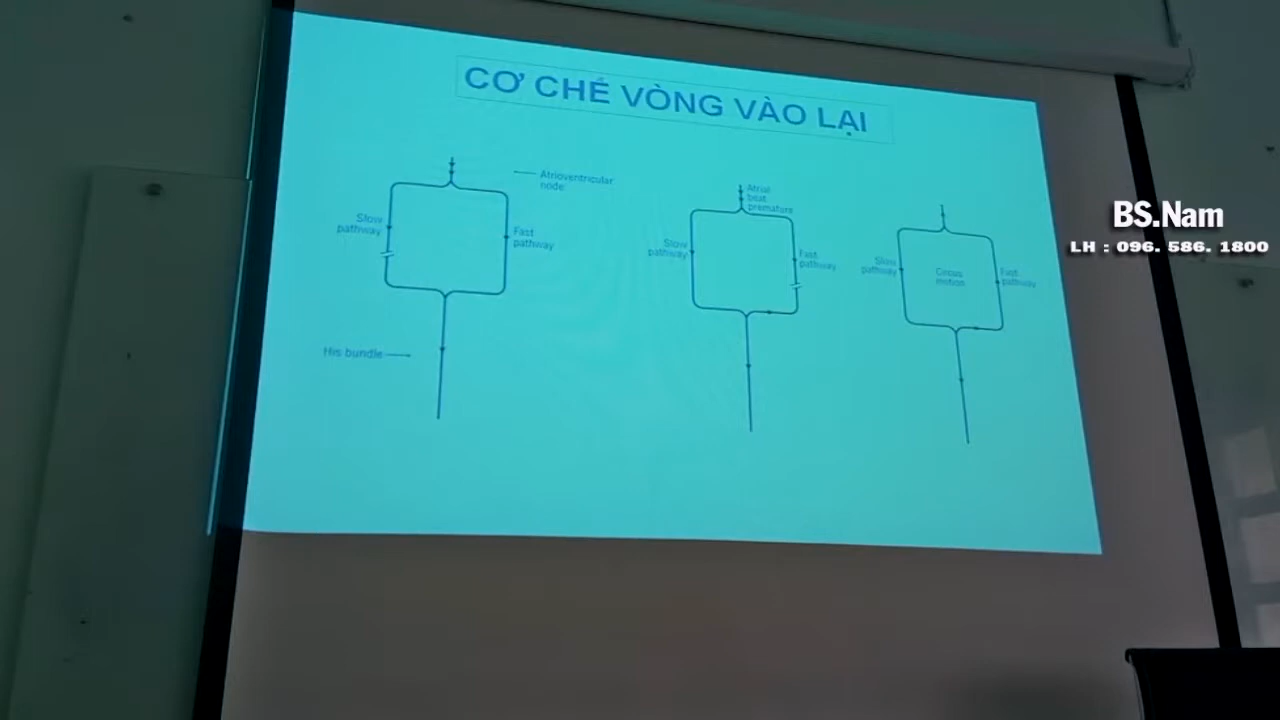 CƠ CHẾ VÒNG VÀO LẠI
Atrioventricular
node
Slow
pathway
Fast
pathway
His bundle
Atrial
beat
premature
Slow
pathway
Fast
pathway
Slow
pathway
Circus
motion
Fast
pathway
BS.Nam
LH : 096. 586. 1800